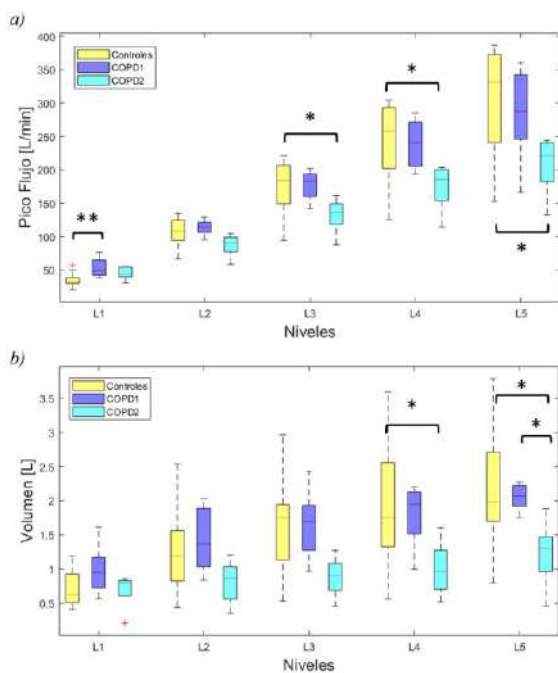 a)
400
350
300
250
200
150
100
50
Pico Flujo [L/min]
Controles
COPD1
COPD2
**
*
*
*
L1 L2 L3 L4 L5
Niveles
b)
3.5
3
2.5
2
1.5
1
0.5
Volumen [L]
Controles
COPD1
COPD2
*
*
*
L1 L2 L3 L4 L5
Niveles